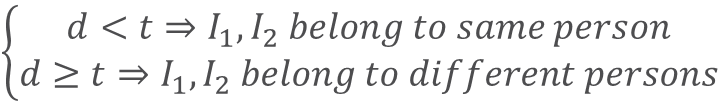 d < t ⇒ I₁, I₂ belong to same person
d ≥ t ⇒ I₁, I₂ belong to different persons